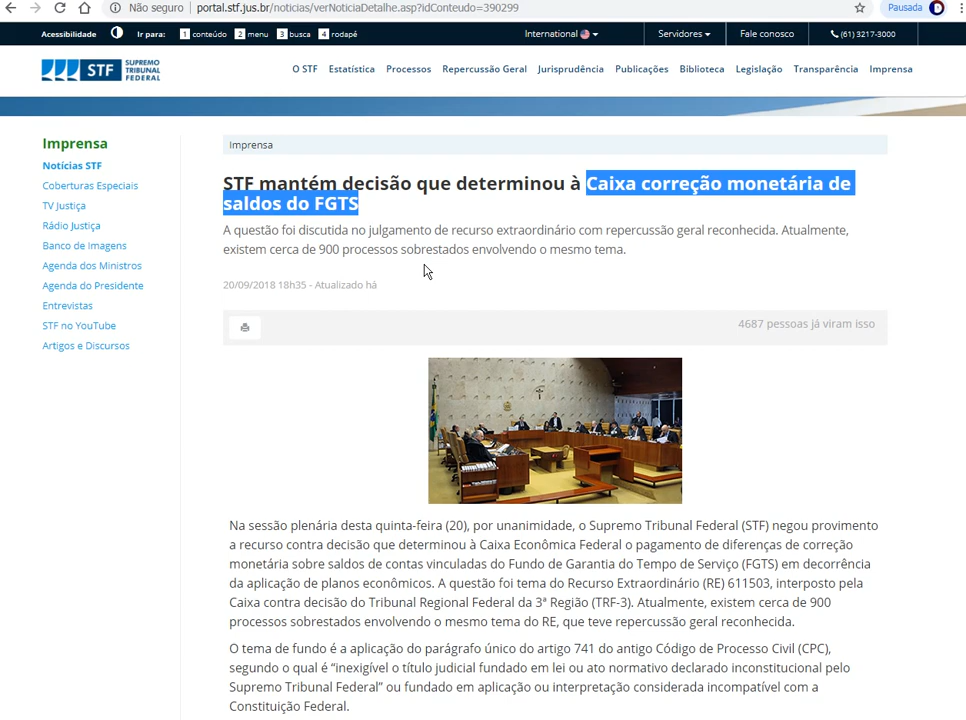 Não seguro | portal.stf.jus.br/noticias/verNoticiaDetalhe.asp?idConteudo=390299
Pausada
D
Acessibilidade Ir para: 1 conteúdo 2 menu 3 busca 4 rodapé International Servidores Fale conosco (61) 3217-3000
STF SUPREMO
TRIBUNAL
FEDERAL
O STF Estatística Processos Repercussão Geral Jurisprudência Publicações Biblioteca Legislação Transparência Imprensa
Imprensa
Notícias STF
Coberturas Especiais
TV Justiça
Rádio Justiça
Banco de Imagens
Agenda dos Ministros
Agenda do Presidente
Entrevistas
STF no YouTube
Artigos e Discursos
Imprensa
STF mantém decisão que determinou à Caixa correção monetária de
saldos do FGTS
A questão foi discutida no julgamento de recurso extraordinário com repercussão geral reconhecida. Atualmente,
existem cerca de 900 processos sobrestados envolvendo o mesmo tema.
20/09/2018 18h35 - Atualizado há
4687 pessoas já viram isso
Na sessão plenária desta quinta-feira (20), por unanimidade, o Supremo Tribunal Federal (STF) negou provimento
a recurso contra decisão que determinou à Caixa Econômica Federal o pagamento de diferenças de correção
monetária sobre saldos de contas vinculadas do Fundo de Garantia do Tempo de Serviço (FGTS) em decorrência
da aplicação de planos econômicos. A questão foi tema do Recurso Extraordinário (RE) 611503, interposto pela
Caixa contra decisão do Tribunal Regional Federal da 3ª Região (TRF-3). Atualmente, existem cerca de 900
processos sobrestados envolvendo o mesmo tema do RE, que teve repercussão geral reconhecida.
O tema de fundo é a aplicação do parágrafo único do artigo 741 do antigo Código de Processo Civil (CPC),
segundo o qual é “inexigível o título judicial fundado em lei ou ato normativo declarado inconstitucional pelo
Supremo Tribunal Federal” ou fundado em aplicação ou interpretação considerada incompatível com a
Constituição Federal.